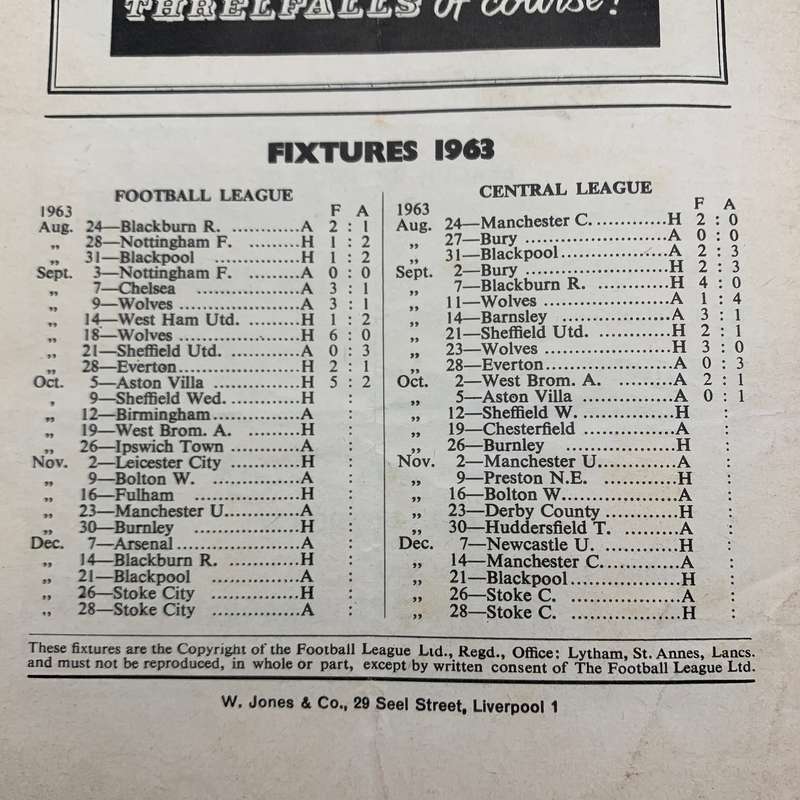 THRELFALLS of course!
FIXTURES 1963
FOOTBALL LEAGUE
1963 F A
Aug. 24—Blackburn R. ............A 2 : 1
„ 28—Nottingham F. .........H 1 : 2
„ 31—Blackpool .........H 1 : 2
Sept. 3—Nottingham F. .........A 0 : 0
„ 7—Chelsea ...............A 3 : 1
„ 9—Wolves ..................A 3 : 1
„ 14—West Ham Utd. .........H 1 : 2
„ 18—Wolves ..................H 6 : 0
„ 21—Sheffield Utd. ............A 0 : 3
„ 28—Everton..................H 2 : 1
Oct. 5—Aston Villa ...............H 5 : 2
„ 9—Sheffield Wed. ............H :
„ 12—Birmingham...............A :
„ 19—West Brom. A. .........H :
„ 26—Ipswich Town ............A :
Nov. 2—Leicester City ............H :
„ 9—Bolton W. ...............A :
„ 16—Fulham ...............H :
„ 23—Manchester U.............A :
„ 30—Burnley ...............H :
Dec. 7—Arsenal.....................A :
„ 14—Blackburn R. ............H :
„ 21—Blackpool ...............A :
„ 26—Stoke City ...............H :
„ 28—Stoke City ...............A :
CENTRAL LEAGUE
1963 F A
Aug. 24—Manchester C. ............H 2 : 0
„ 27—Bury .....................A 0 : 0
„ 31—Blackpool..................A 2 : 3
Sept. 2—Bury .....................H 2 : 3
„ 7—Blackburn R. ............H 4 : 0
„ 11—Wolves ..................A 1 : 4
„ 14—Barnsley ..................A 3 : 1
„ 21—Sheffield Utd. ............H 2 : 1
„ 23—Wolves ..................H 3 : 0
„ 28—Everton..................A 0 : 3
Oct. 2—West Brom. A. .........A 2 : 1
„ 5—Aston Villa ...............A 0 : 1
„ 12—Sheffield W. ...............H :
„ 19—Chesterfield ...............A :
„ 26—Burnley ..................H :
Nov. 2—Manchester U.............A :
„ 9—Preston N.E. ............H :
„ 16—Bolton W..................A :
„ 23—Derby County ............H :
„ 30—Huddersfield T. .........A :
Dec. 7—Newcastle U. ............H :
„ 14—Manchester C.............A :
„ 21—Blackpool..................H :
„ 26—Stoke C. ..................A :
„ 28—Stoke C. ..................H :
These fixtures are the Copyright of the Football League Ltd., Regd., Office: Lytham, St. Annes, Lancs.
and must not be reproduced, in whole or part, except by written consent of The Football League Ltd.
W. Jones & Co., 29 Seel Street, Liverpool 1